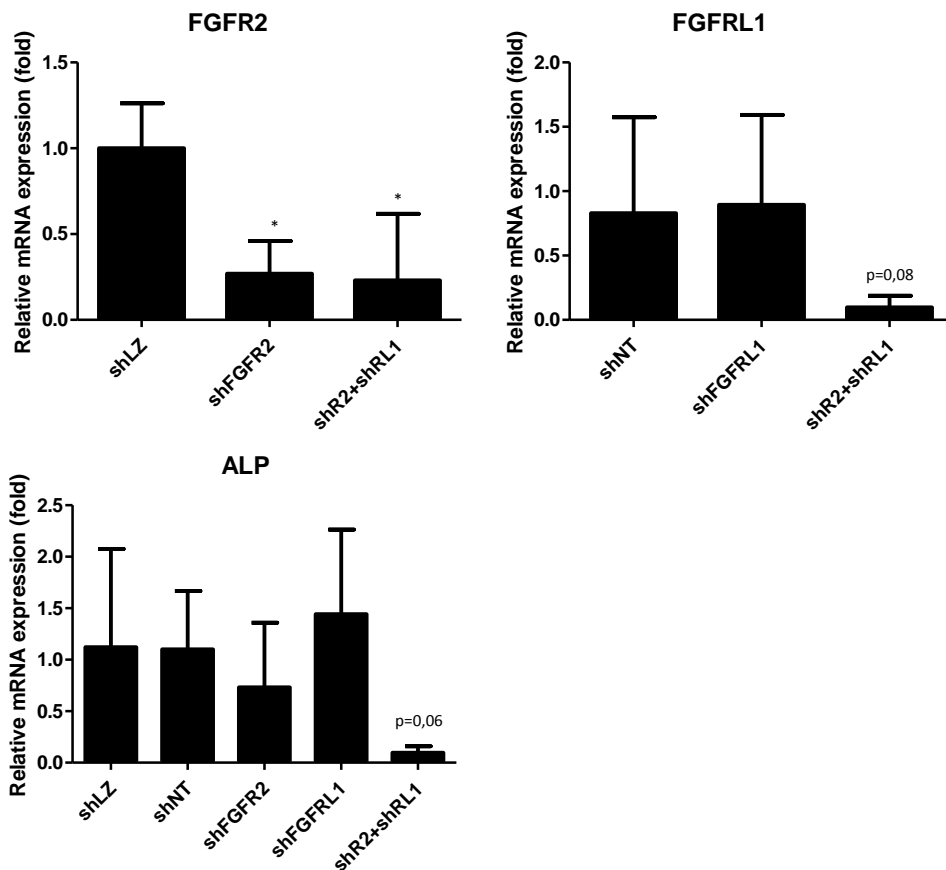 FGFR2
Relative mRNA expression (fold)
1.5
1.0
0.5
0.0
*
*
shLZ
shFGFR2
shR2+shRL1
FGFRL1
Relative mRNA expression (fold)
2.0
1.5
1.0
0.5
0.0
p=0,08
shNT
shFGFRL1
shR2+shRL1
ALP
Relative mRNA expression (fold)
2.5
2.0
1.5
1.0
0.5
0.0
p=0,06
shLZ
shNT
shFGFR2
shFGFRL1
shR2+shRL1